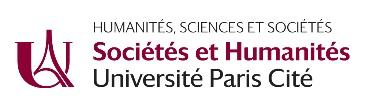 HUMANITÉS, SCIENCES ET SOCIÉTÉS
Sociétés et Humanités
Université Paris Cité